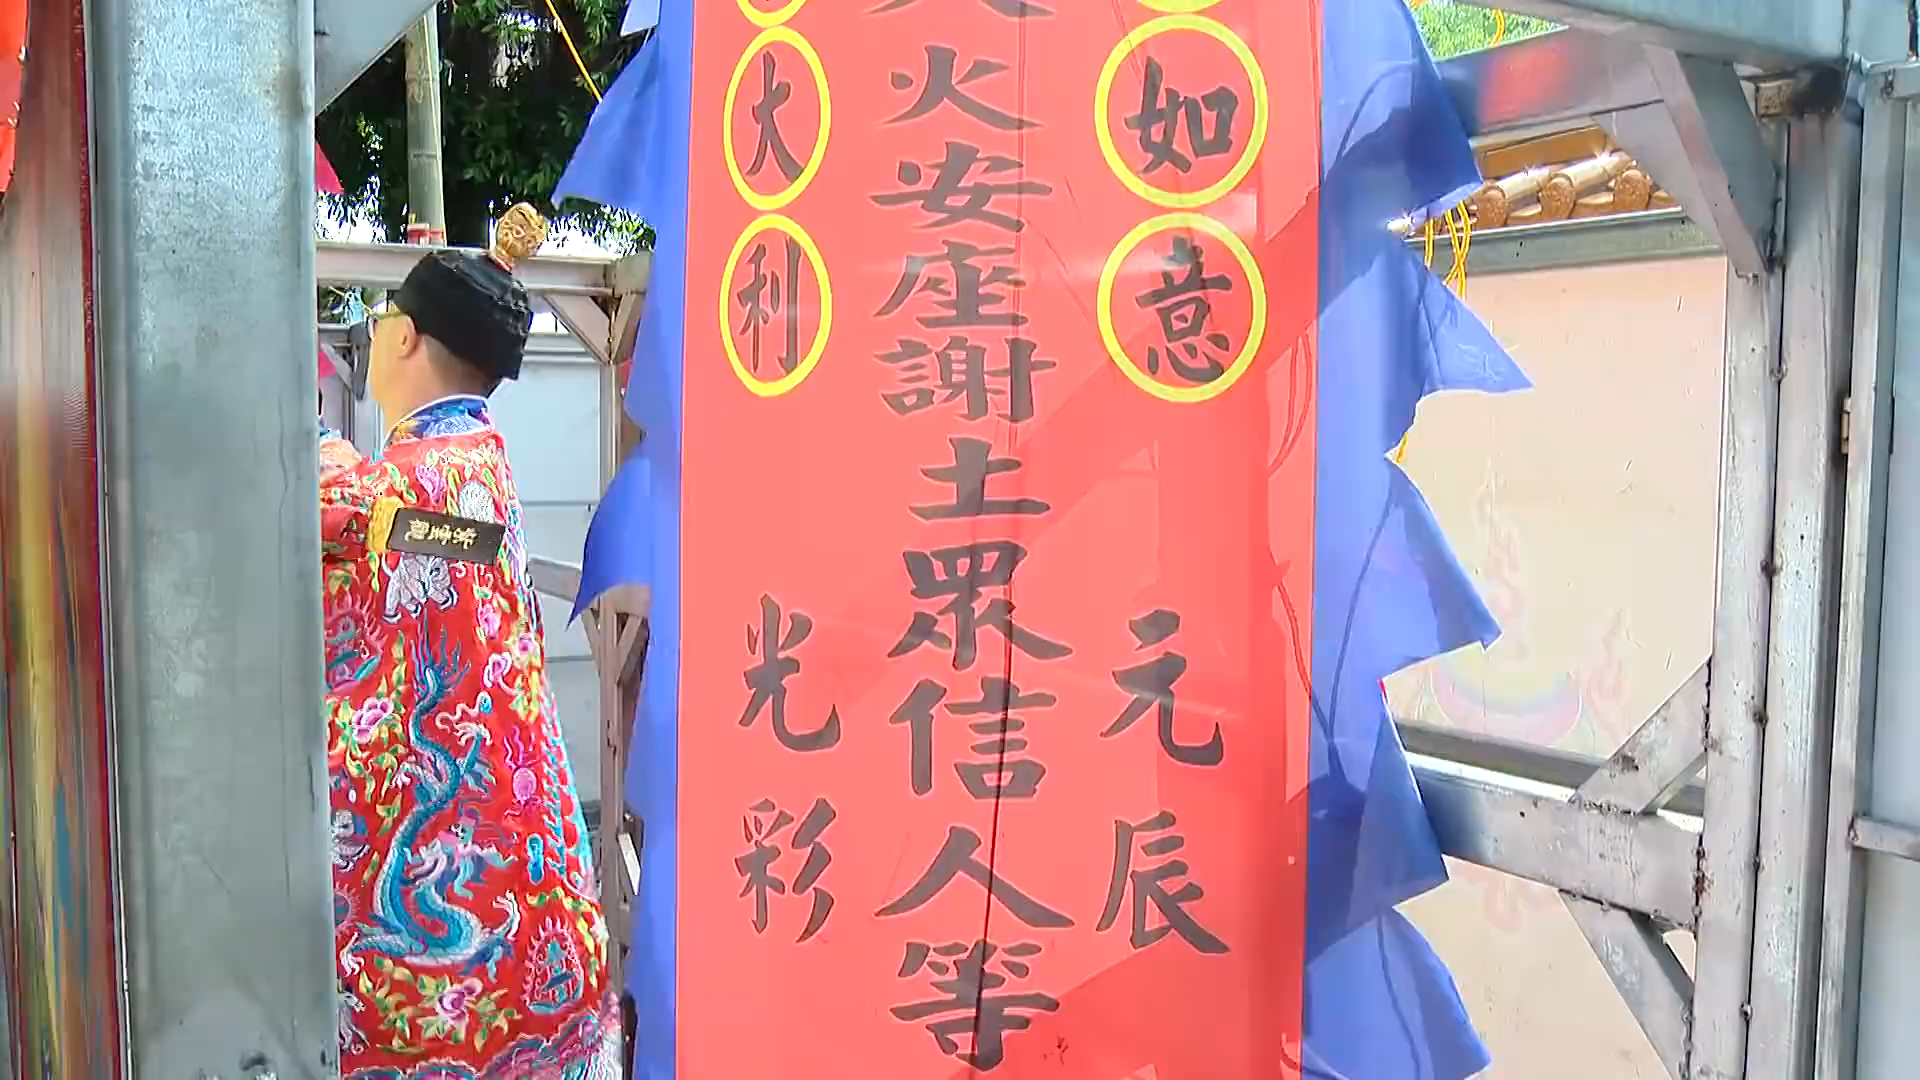 如意
元辰
火安座謝土眾信人等
大利
光彩